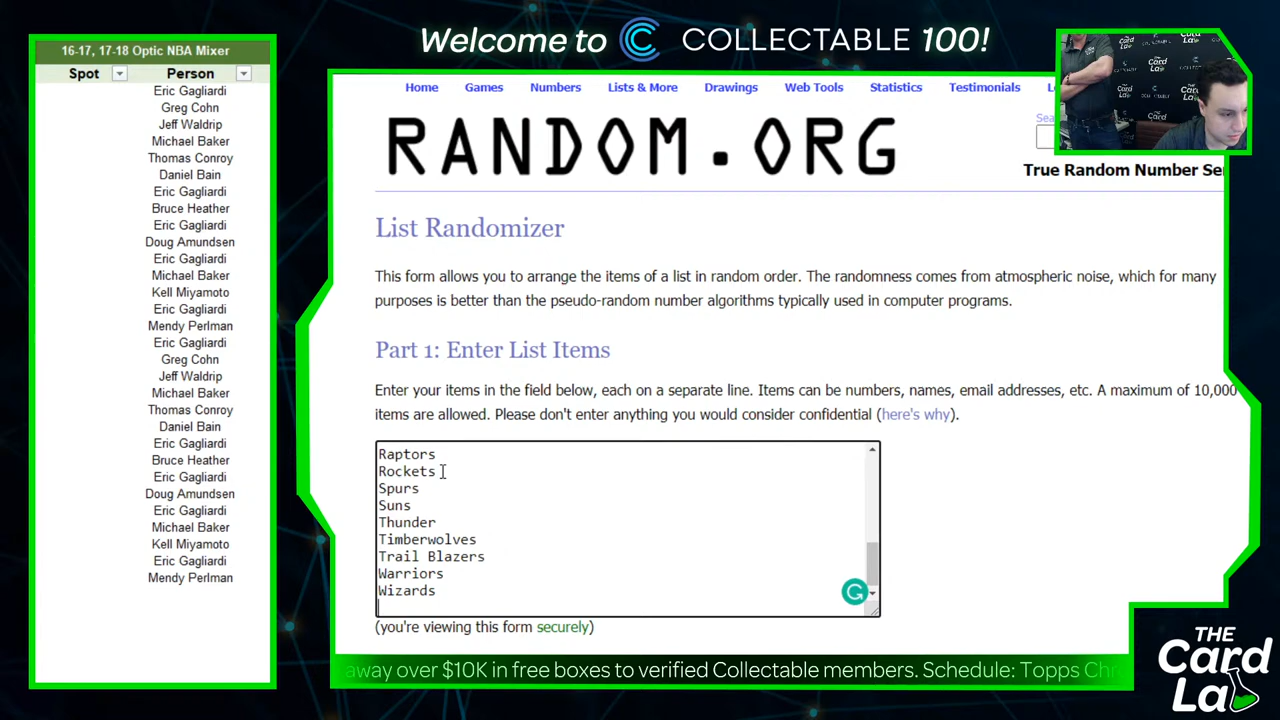 Welcome to COLLECTABLE 100!
16-17, 17-18 Optic NBA Mixer
Spot Person
Eric Gagliardi
Greg Cohn
Jeff Waldrip
Michael Baker
Thomas Conroy
Daniel Bain
Eric Gagliardi
Bruce Heather
Eric Gagliardi
Doug Amundsen
Eric Gagliardi
Michael Baker
Kell Miyamoto
Eric Gagliardi
Mendy Perlman
Eric Gagliardi
Greg Cohn
Jeff Waldrip
Michael Baker
Thomas Conroy
Daniel Bain
Eric Gagliardi
Bruce Heather
Eric Gagliardi
Doug Amundsen
Eric Gagliardi
Michael Baker
Kell Miyamoto
Eric Gagliardi
Mendy Perlman
Home Games Numbers Lists & More Drawings Web Tools Statistics Testimonials
RANDOM.ORG
True Random Number Ser
List Randomizer
This form allows you to arrange the items of a list in random order. The randomness comes from atmospheric noise, which for many
purposes is better than the pseudo-random number algorithms typically used in computer programs.
Part 1: Enter List Items
Enter your items in the field below, each on a separate line. Items can be numbers, names, email addresses, etc. A maximum of 10,000
items are allowed. Please don't enter anything you would consider confidential (here's why).
Raptors
Rockets
Spurs
Suns
Thunder
Timberwolves
Trail Blazers
Warriors
Wizards
(you're viewing this form securely)
away over $10K in free boxes to verified Collectable members. Schedule: Topps Chr
THE
Card
La